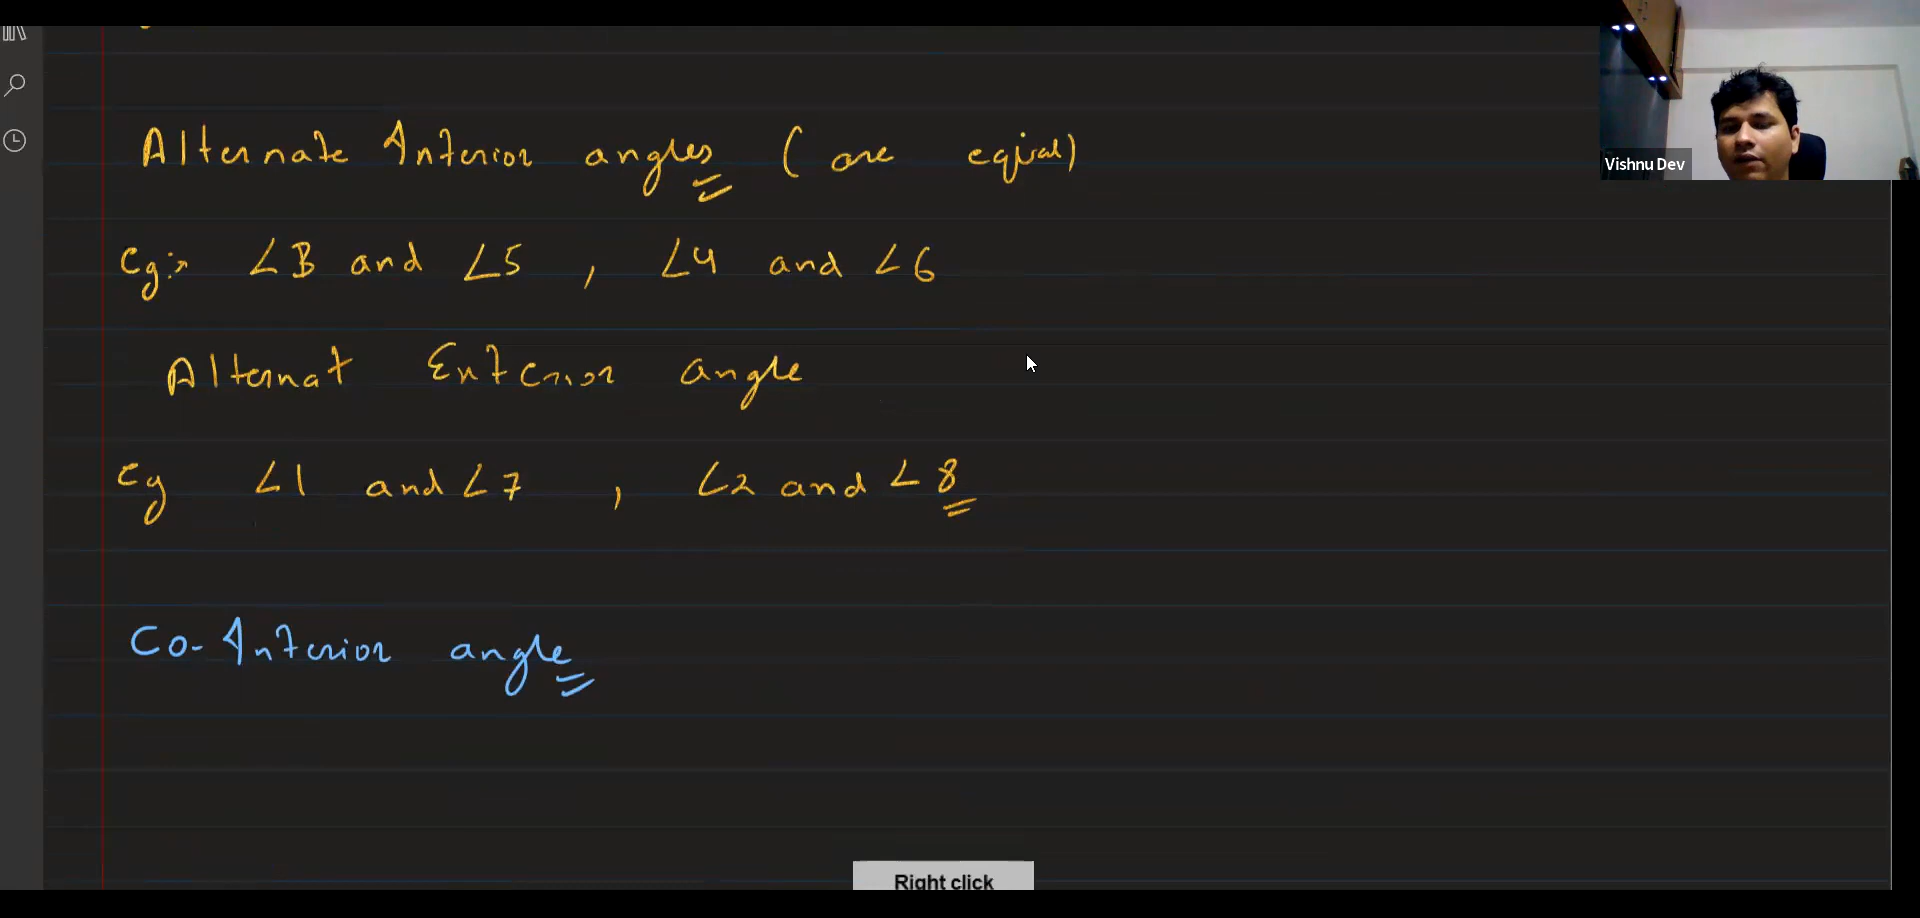 Alternate Interior angles ( are equal)
Vishnu Dev
Eg:→ ∠3 and ∠5 , ∠4 and ∠6
Alternat Exterior angle
Eg ∠1 and ∠7 , ∠2 and ∠8
Co-Interior angle
Right click